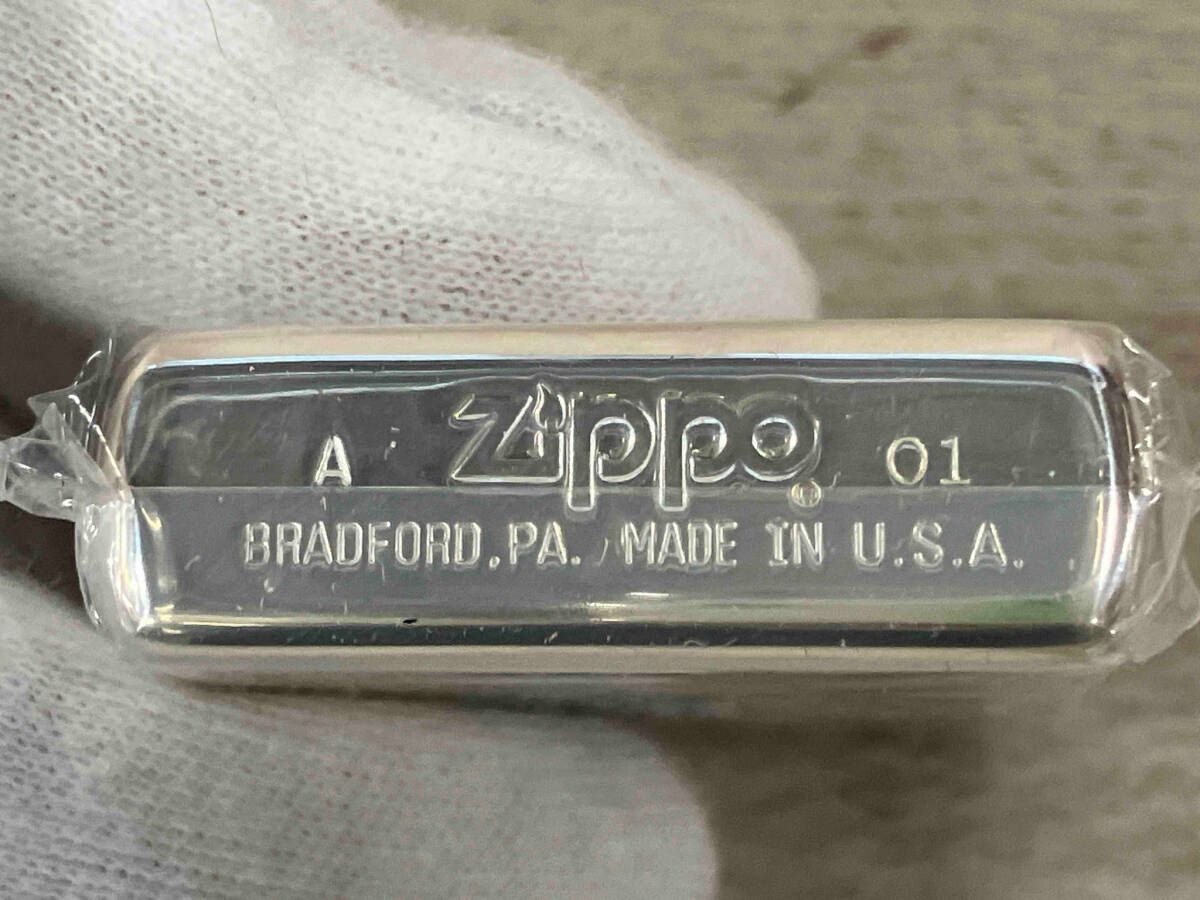 A Zippo® 01
BRADFORD, PA. MADE IN U.S.A.